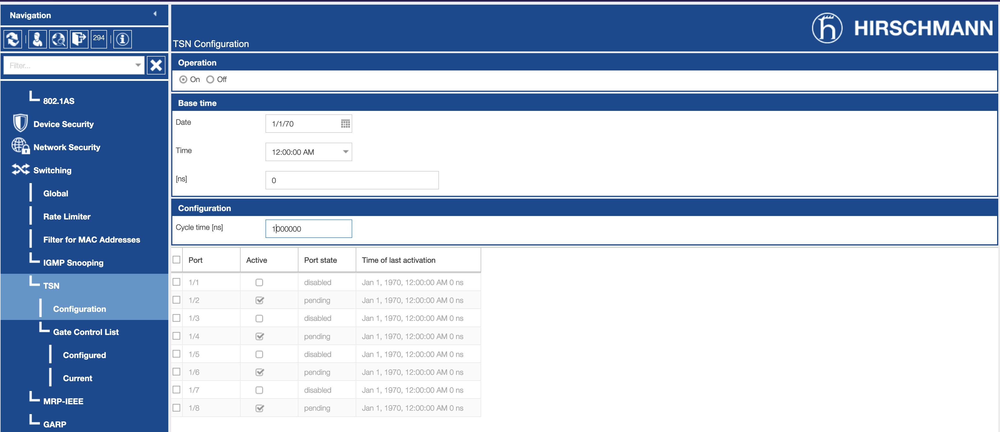 Navigation
294
Filter...
802.1AS
Device Security
Network Security
Switching
Global
Rate Limiter
Filter for MAC Addresses
IGMP Snooping
TSN
Configuration
Gate Control List
Configured
Current
MRP-IEEE
GARP
HIRSCHMANN
TSN Configuration
Operation
On Off
Base time
Date 1/1/70
Time 12:00:00 AM
[ns] 0
Configuration
Cycle time [ns] 1000000
Port Active Port state Time of last activation
1/1 disabled Jan 1, 1970, 12:00:00 AM 0 ns
1/2 pending Jan 1, 1970, 12:00:00 AM 0 ns
1/3 disabled Jan 1, 1970, 12:00:00 AM 0 ns
1/4 pending Jan 1, 1970, 12:00:00 AM 0 ns
1/5 disabled Jan 1, 1970, 12:00:00 AM 0 ns
1/6 pending Jan 1, 1970, 12:00:00 AM 0 ns
1/7 disabled Jan 1, 1970, 12:00:00 AM 0 ns
1/8 pending Jan 1, 1970, 12:00:00 AM 0 ns